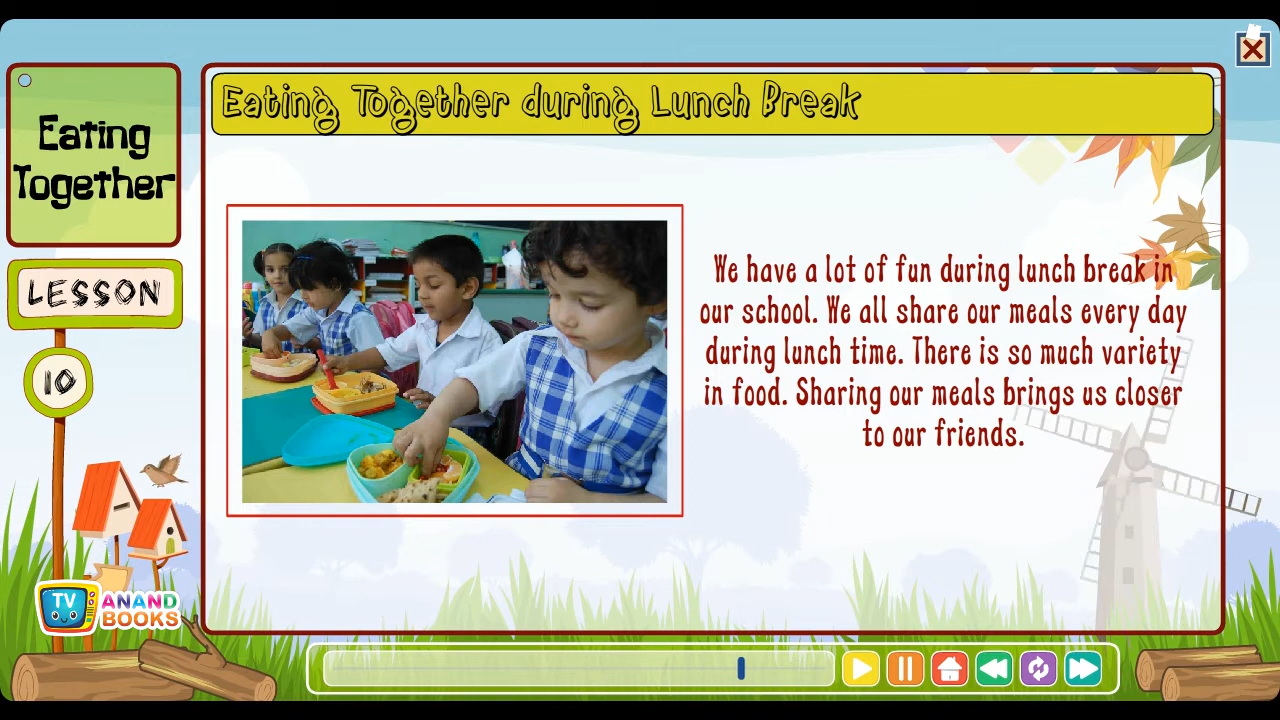 Eating Together during Lunch Break
Eating
Together
LESSON
10
We have a lot of fun during lunch break in
our school. We all share our meals every day
during lunch time. There is so much variety
in food. Sharing our meals brings us closer
to our friends.
TV ANAND
BOOKS